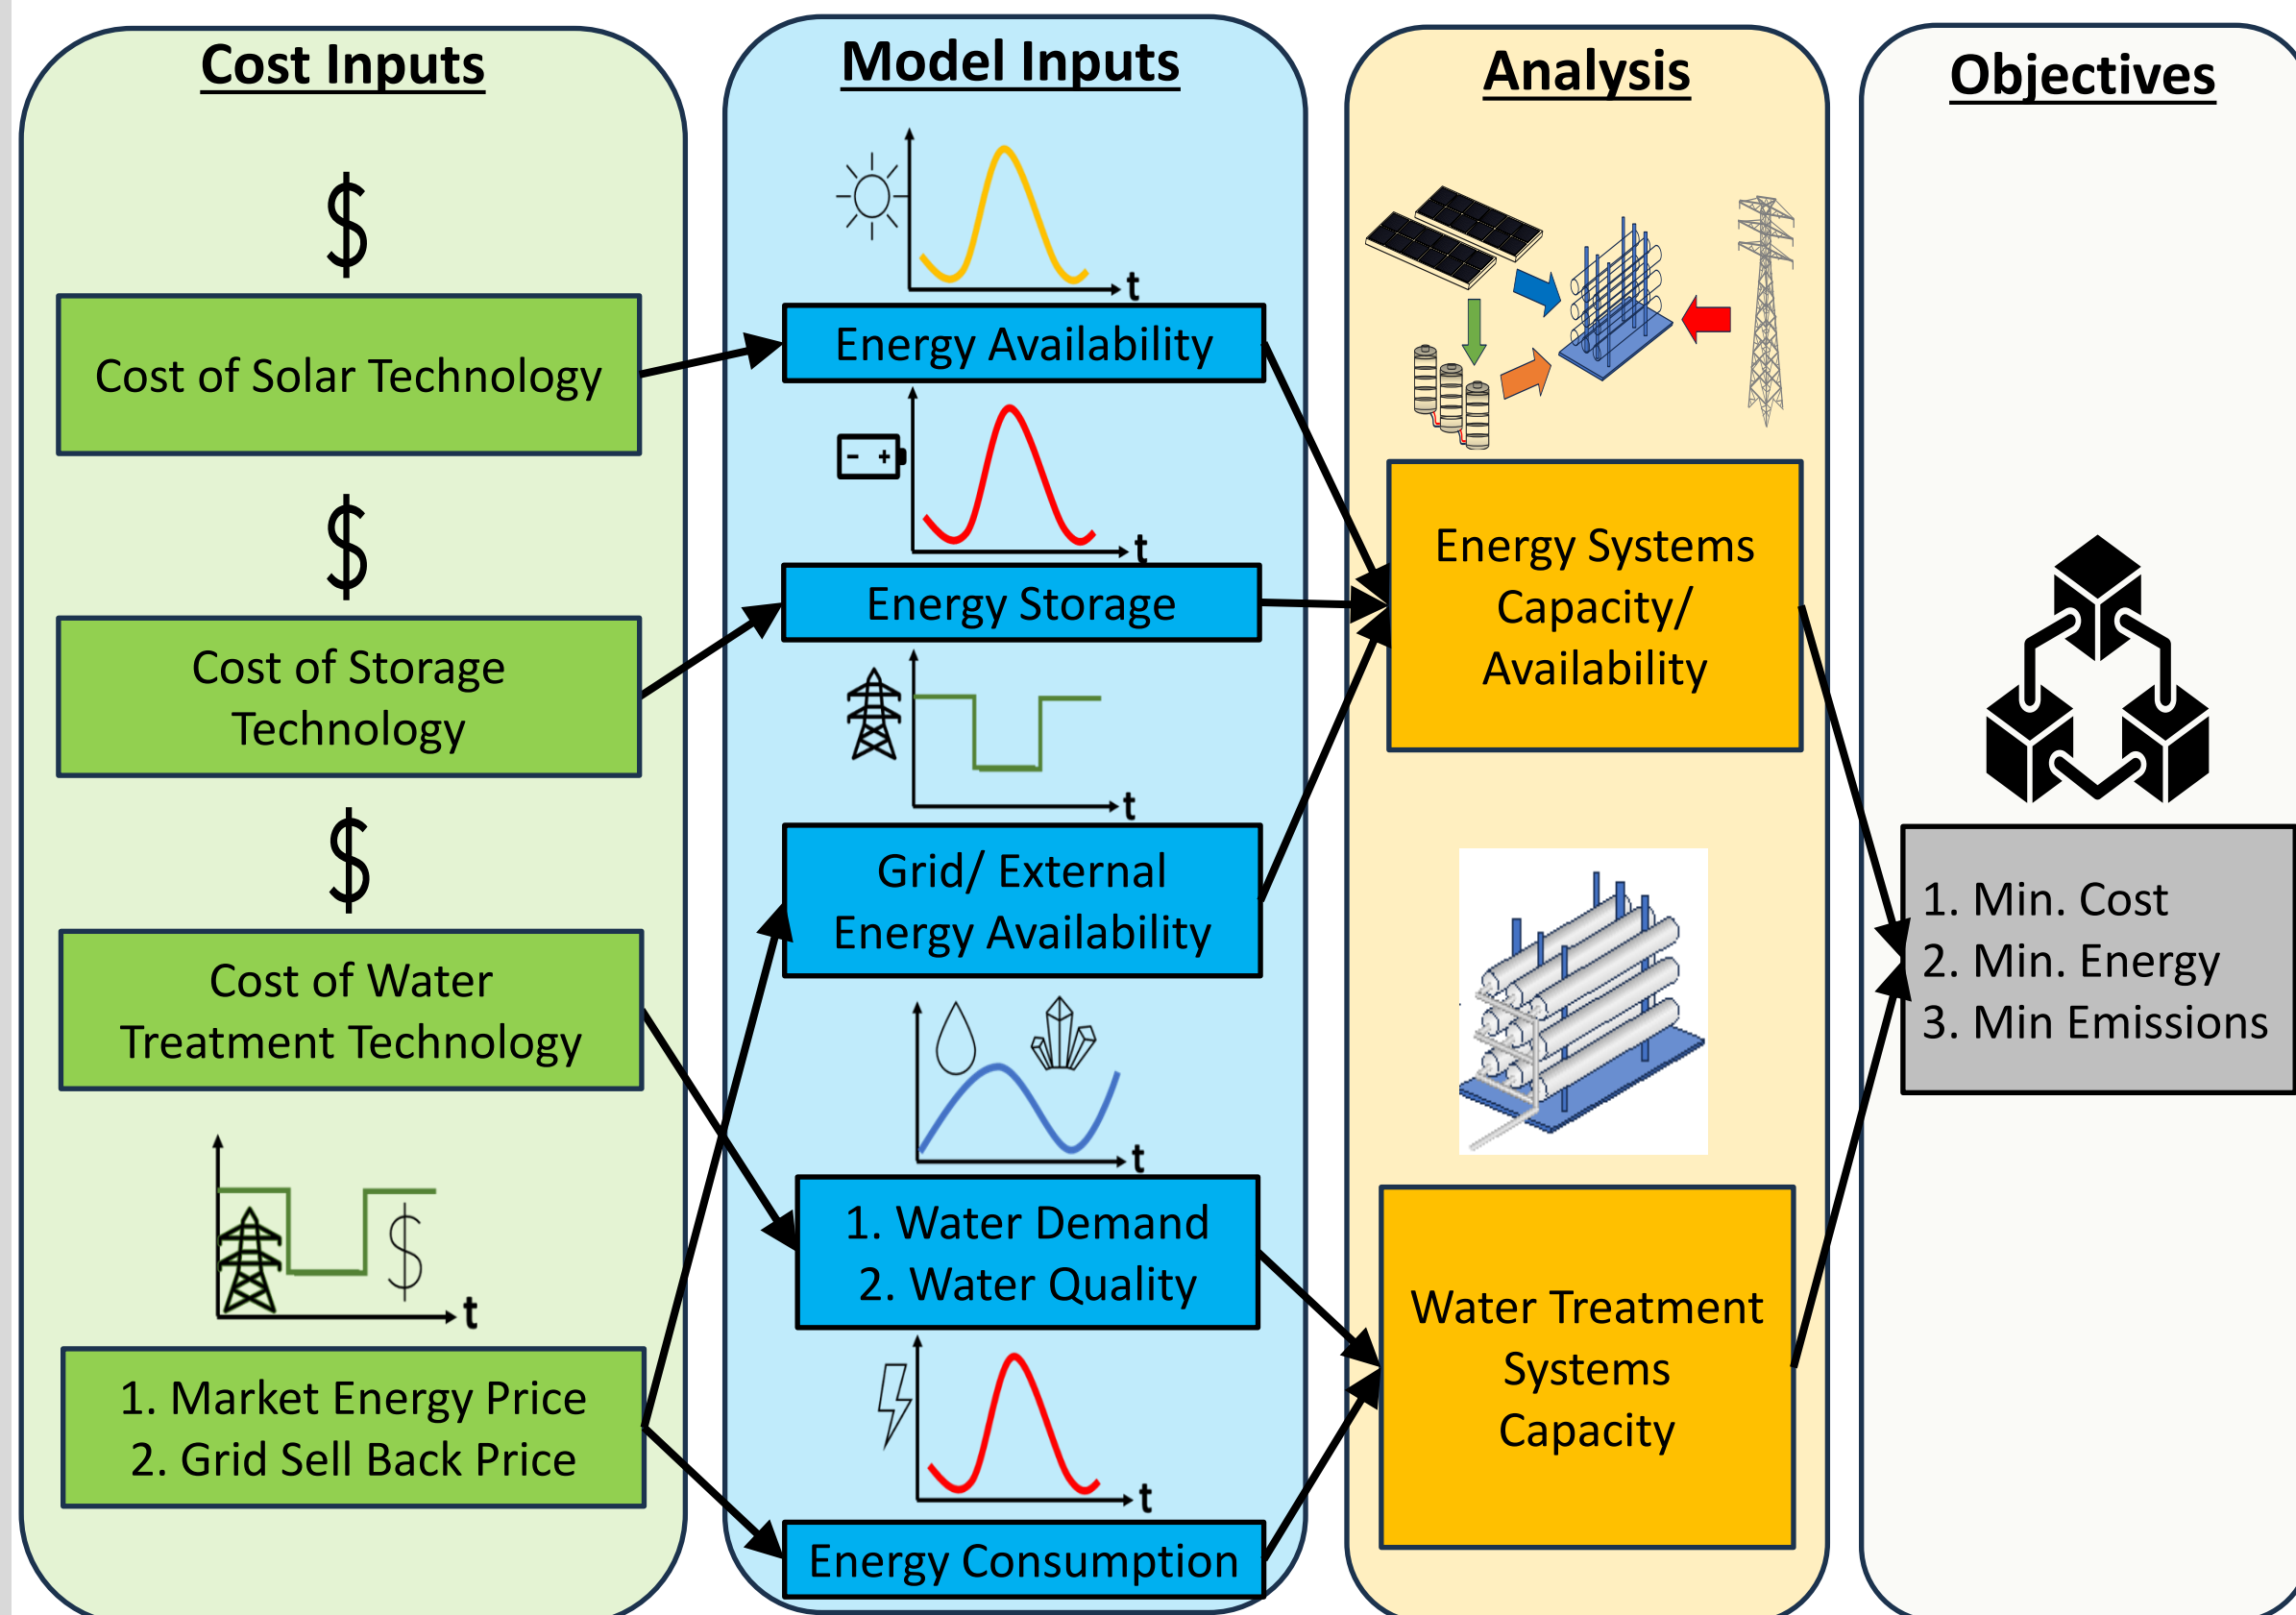 Cost Inputs
$
Cost of Solar Technology
$
Cost of Storage
Technology
$
Cost of Water
Treatment Technology
$
t
1. Market Energy Price
2. Grid Sell Back Price
Model Inputs
t
Energy Availability
- +
t
Energy Storage
t
Grid/ External
Energy Availability
t
1. Water Demand
2. Water Quality
t
Energy Consumption
Analysis
Energy Systems
Capacity/
Availability
Water Treatment
Systems
Capacity
Objectives
1. Min. Cost
2. Min. Energy
3. Min Emissions